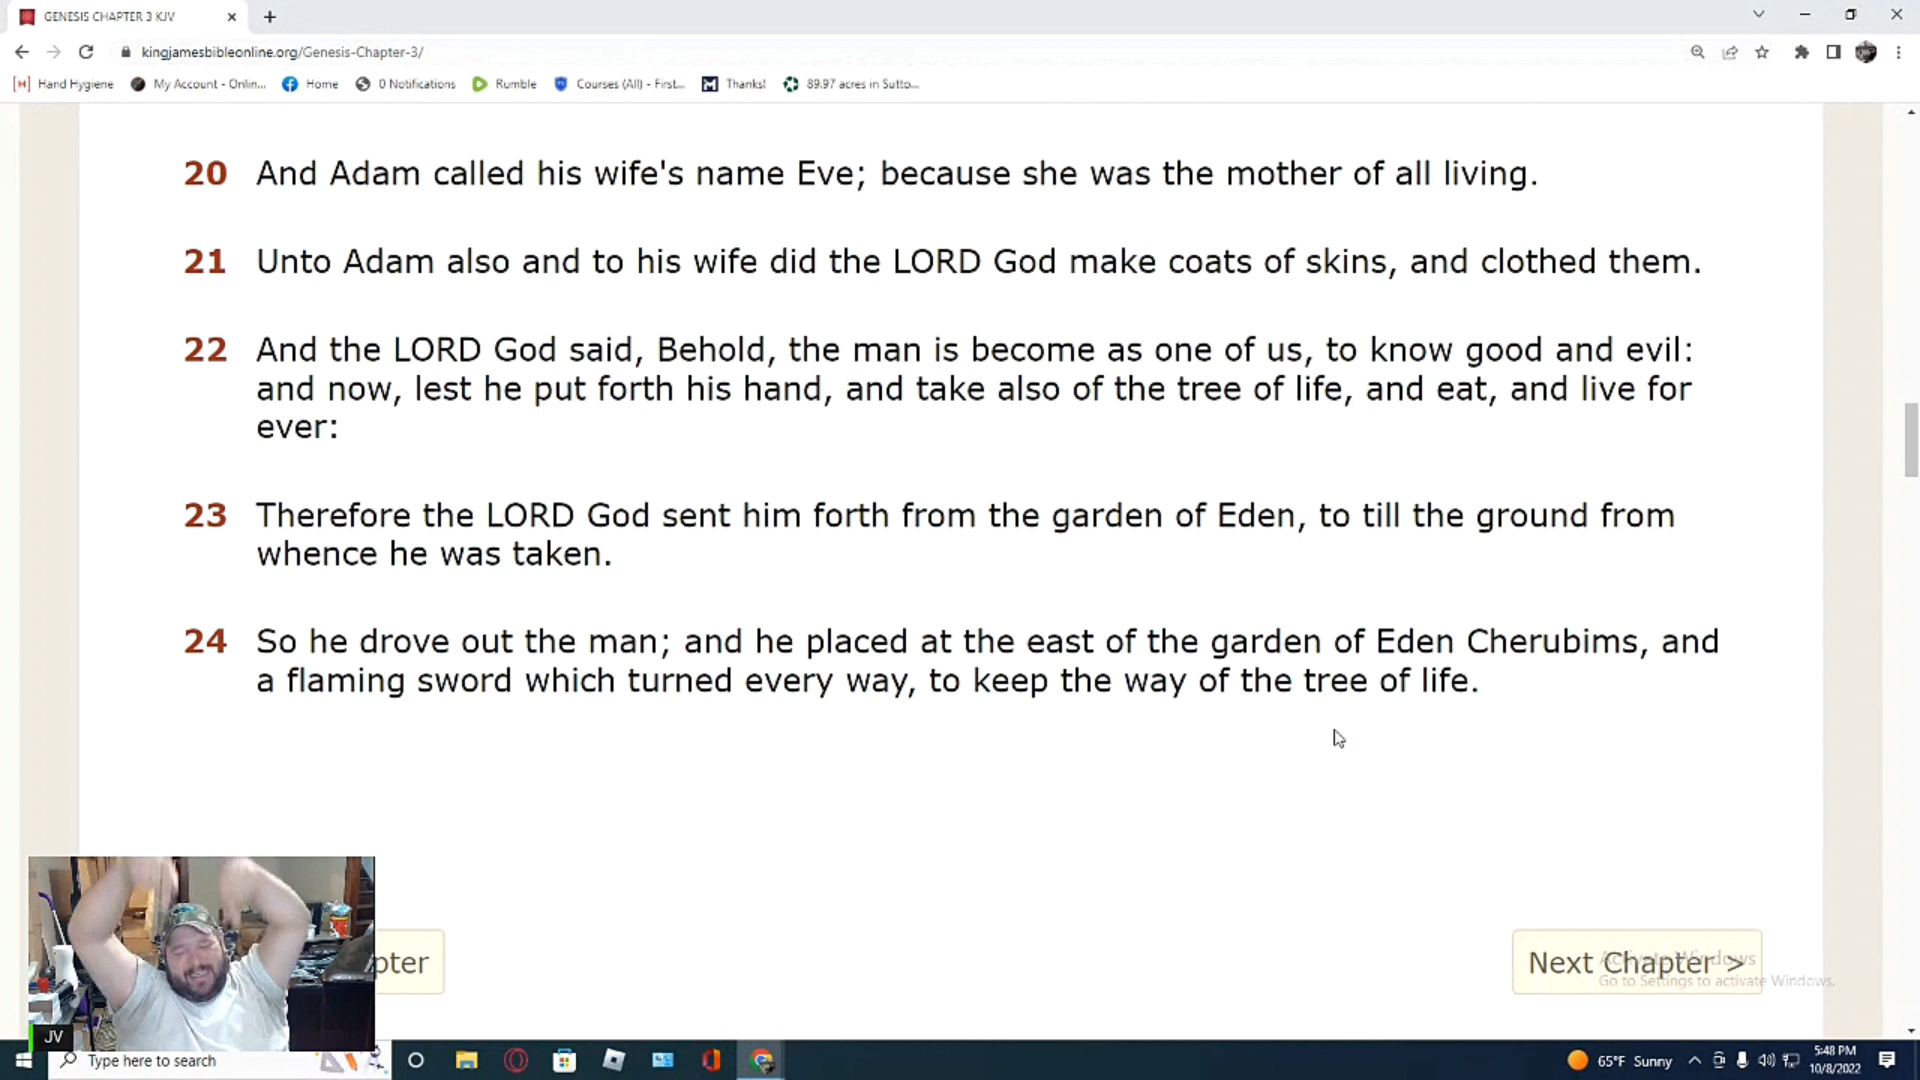 GENESIS CHAPTER 3 KJV
kingjamesbibleonline.org/Genesis-Chapter-3/
Hand Hygiene
My Account - Onlin...
Home
0 Notifications
Rumble
Courses (All) - First...
Thanks!
89.97 acres in Sutto...
20 And Adam called his wife's name Eve; because she was the mother of all living.
21 Unto Adam also and to his wife did the LORD God make coats of skins, and clothed them.
22 And the LORD God said, Behold, the man is become as one of us, to know good and evil:
and now, lest he put forth his hand, and take also of the tree of life, and eat, and live for
ever:
23 Therefore the LORD God sent him forth from the garden of Eden, to till the ground from
whence he was taken.
24 So he drove out the man; and he placed at the east of the garden of Eden Cherubims, and
a flaming sword which turned every way, to keep the way of the tree of life.
pter
Next Chapter >
Activate Windows
Go to Settings to activate Windows.
JV
Type here to search
65°F Sunny
5:48 PM
10/8/2022